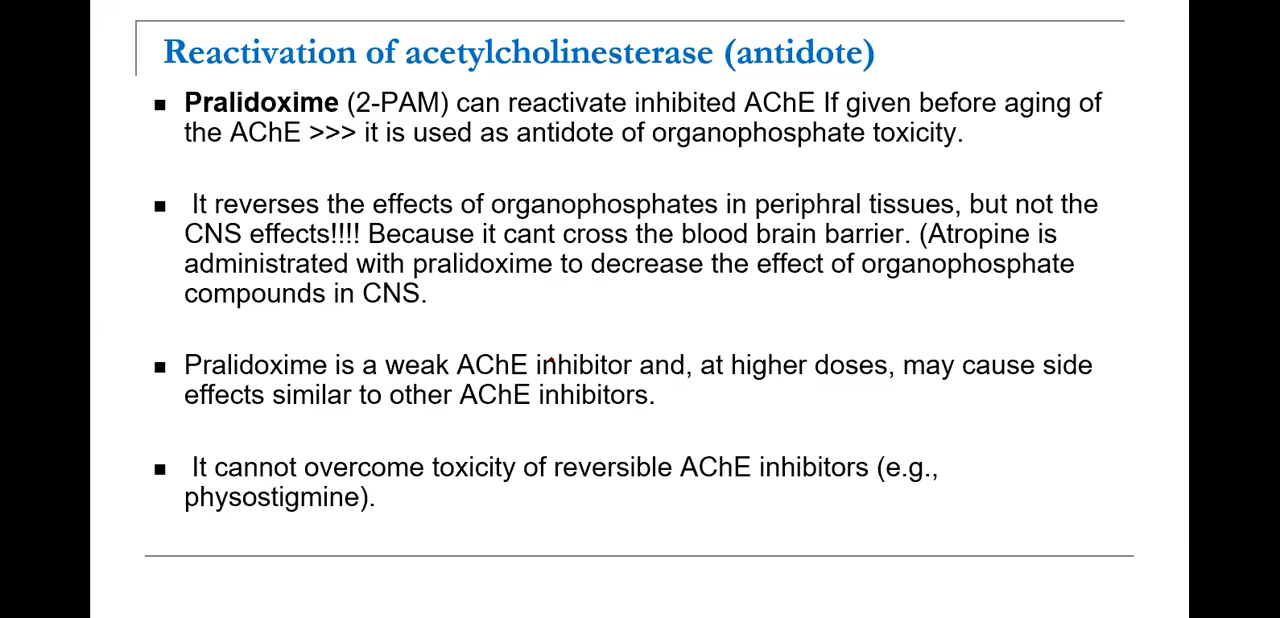 Reactivation of acetylcholinesterase (antidote)
Pralidoxime (2-PAM) can reactivate inhibited AChE If given before aging of
the AChE >>> it is used as antidote of organophosphate toxicity.
It reverses the effects of organophosphates in periphral tissues, but not the
CNS effects!!!! Because it cant cross the blood brain barrier. (Atropine is
administrated with pralidoxime to decrease the effect of organophosphate
compounds in CNS.
Pralidoxime is a weak AChE inhibitor and, at higher doses, may cause side
effects similar to other AChE inhibitors.
It cannot overcome toxicity of reversible AChE inhibitors (e.g.,
physostigmine).